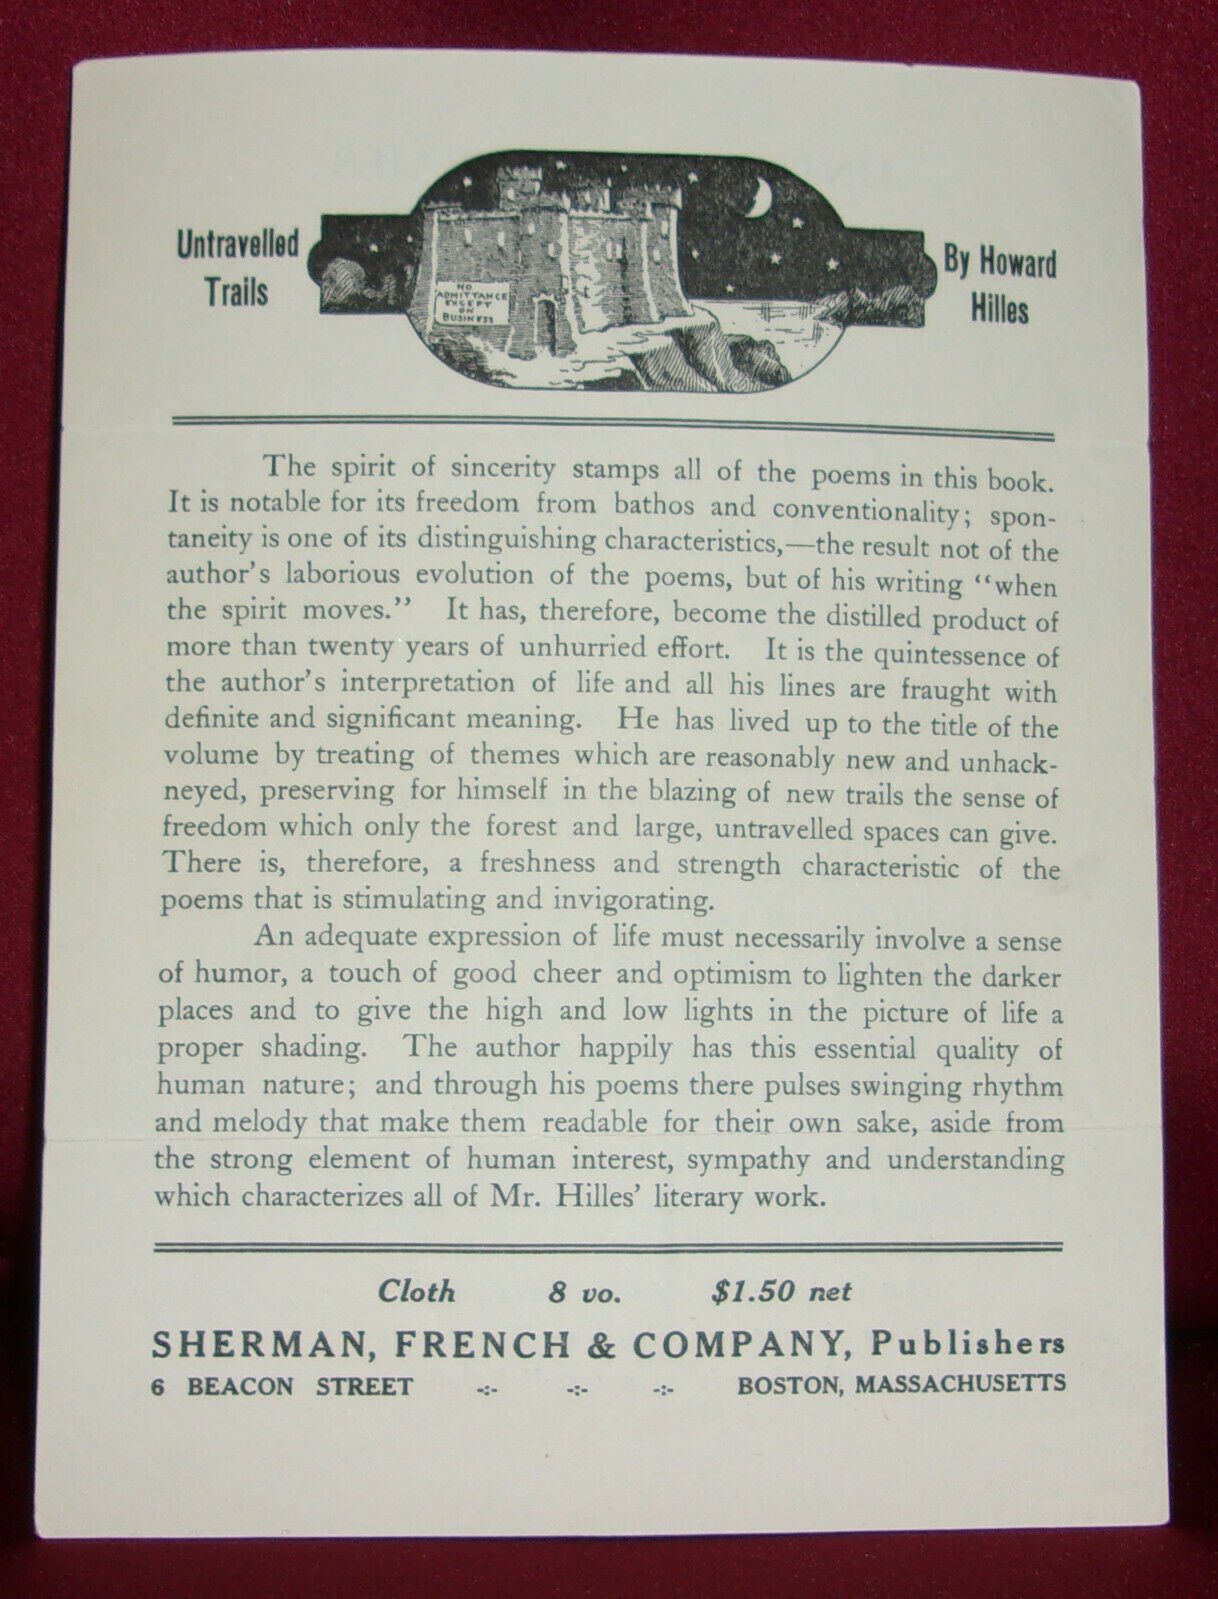 Untravelled
Trails
By Howard
Hilles
NO
ADMITTANCE
EXCEPT
ON
BUSINESS
The spirit of sincerity stamps all of the poems in this book.
It is notable for its freedom from bathos and conventionality; spon-
taneity is one of its distinguishing characteristics,—the result not of the
author's laborious evolution of the poems, but of his writing "when
the spirit moves." It has, therefore, become the distilled product of
more than twenty years of unhurried effort. It is the quintessence of
the author's interpretation of life and all his lines are fraught with
definite and significant meaning. He has lived up to the title of the
volume by treating of themes which are reasonably new and unhack-
neyed, preserving for himself in the blazing of new trails the sense of
freedom which only the forest and large, untravelled spaces can give.
There is, therefore, a freshness and strength characteristic of the
poems that is stimulating and invigorating.
An adequate expression of life must necessarily involve a sense
of humor, a touch of good cheer and optimism to lighten the darker
places and to give the high and low lights in the picture of life a
proper shading. The author happily has this essential quality of
human nature; and through his poems there pulses swinging rhythm
and melody that make them readable for their own sake, aside from
the strong element of human interest, sympathy and understanding
which characterizes all of Mr. Hilles' literary work.
Cloth 8 vo. $1.50 net
SHERMAN, FRENCH & COMPANY, Publishers
6 BEACON STREET -:- -:- -:- BOSTON, MASSACHUSETTS